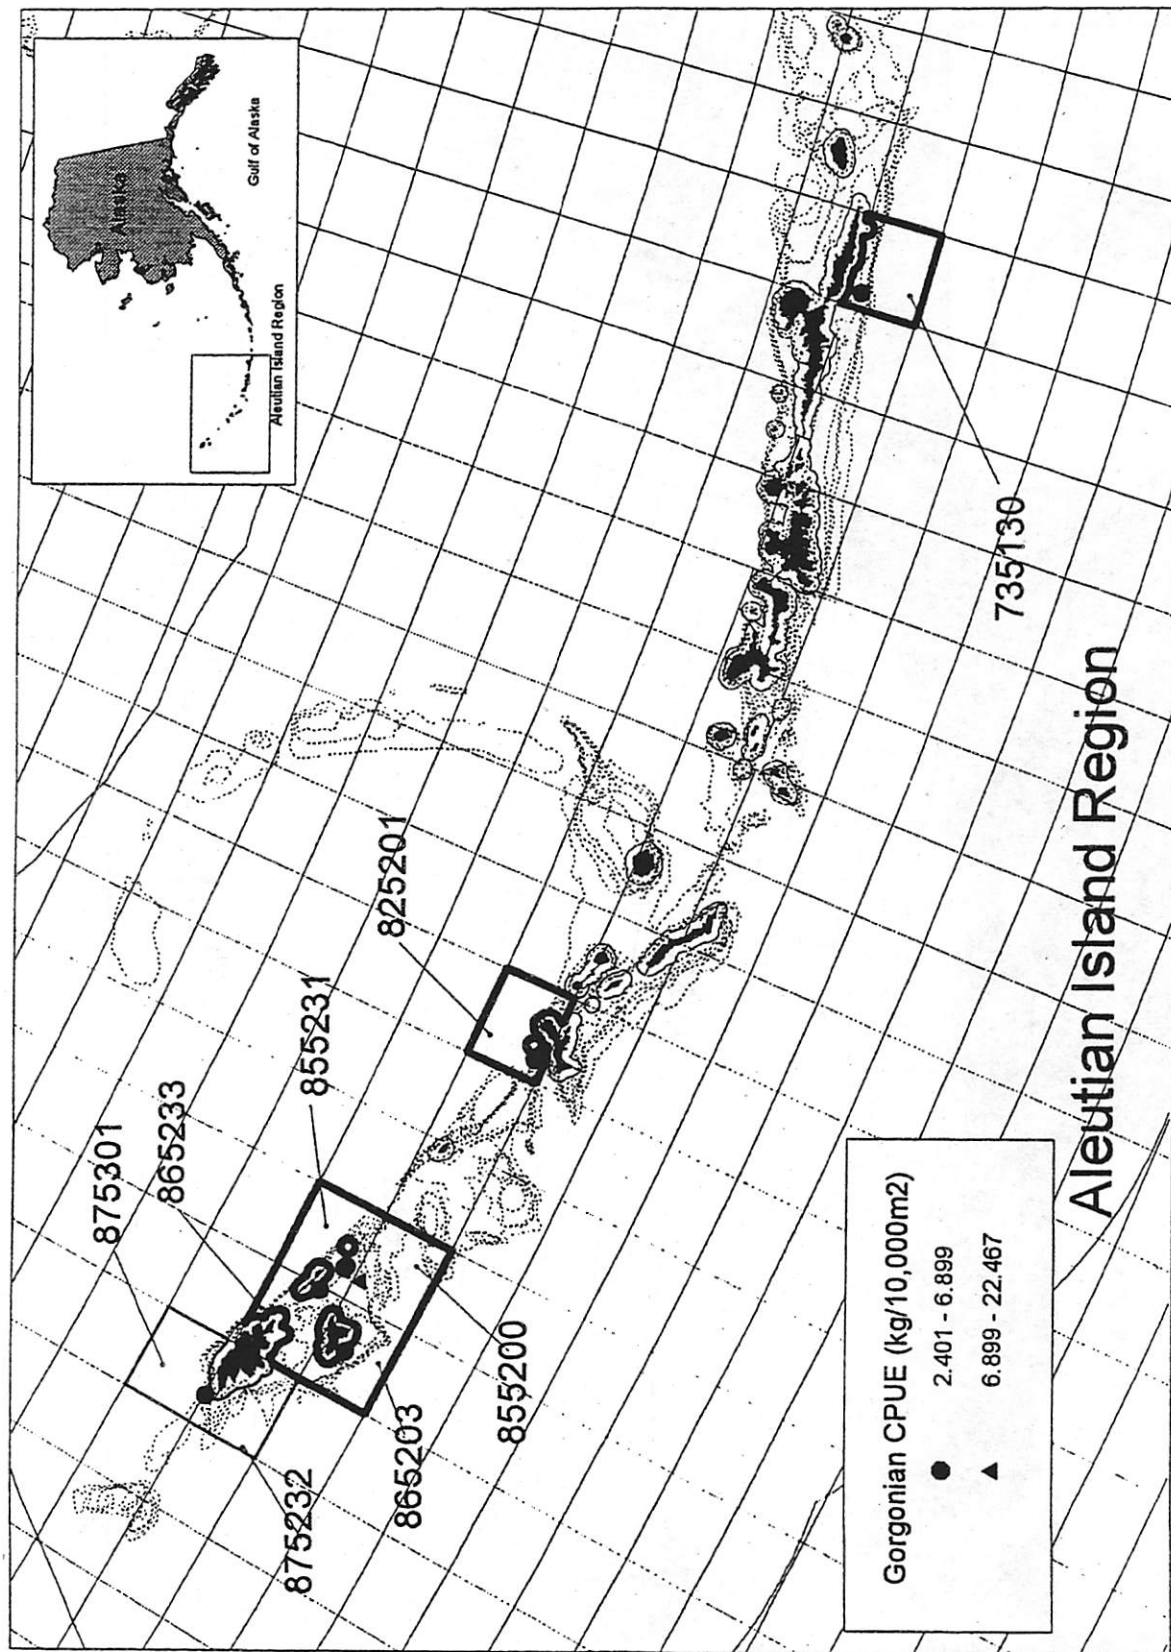 Alaska
Gulf of Alaska
Aleutian Island Region
875301
865233
855231
825201
875232
865203
855200
735130
Gorgonian CPUE (kg/10,000m2)
2.401 - 6.899
6.899 - 22.467
Aleutian Island Region